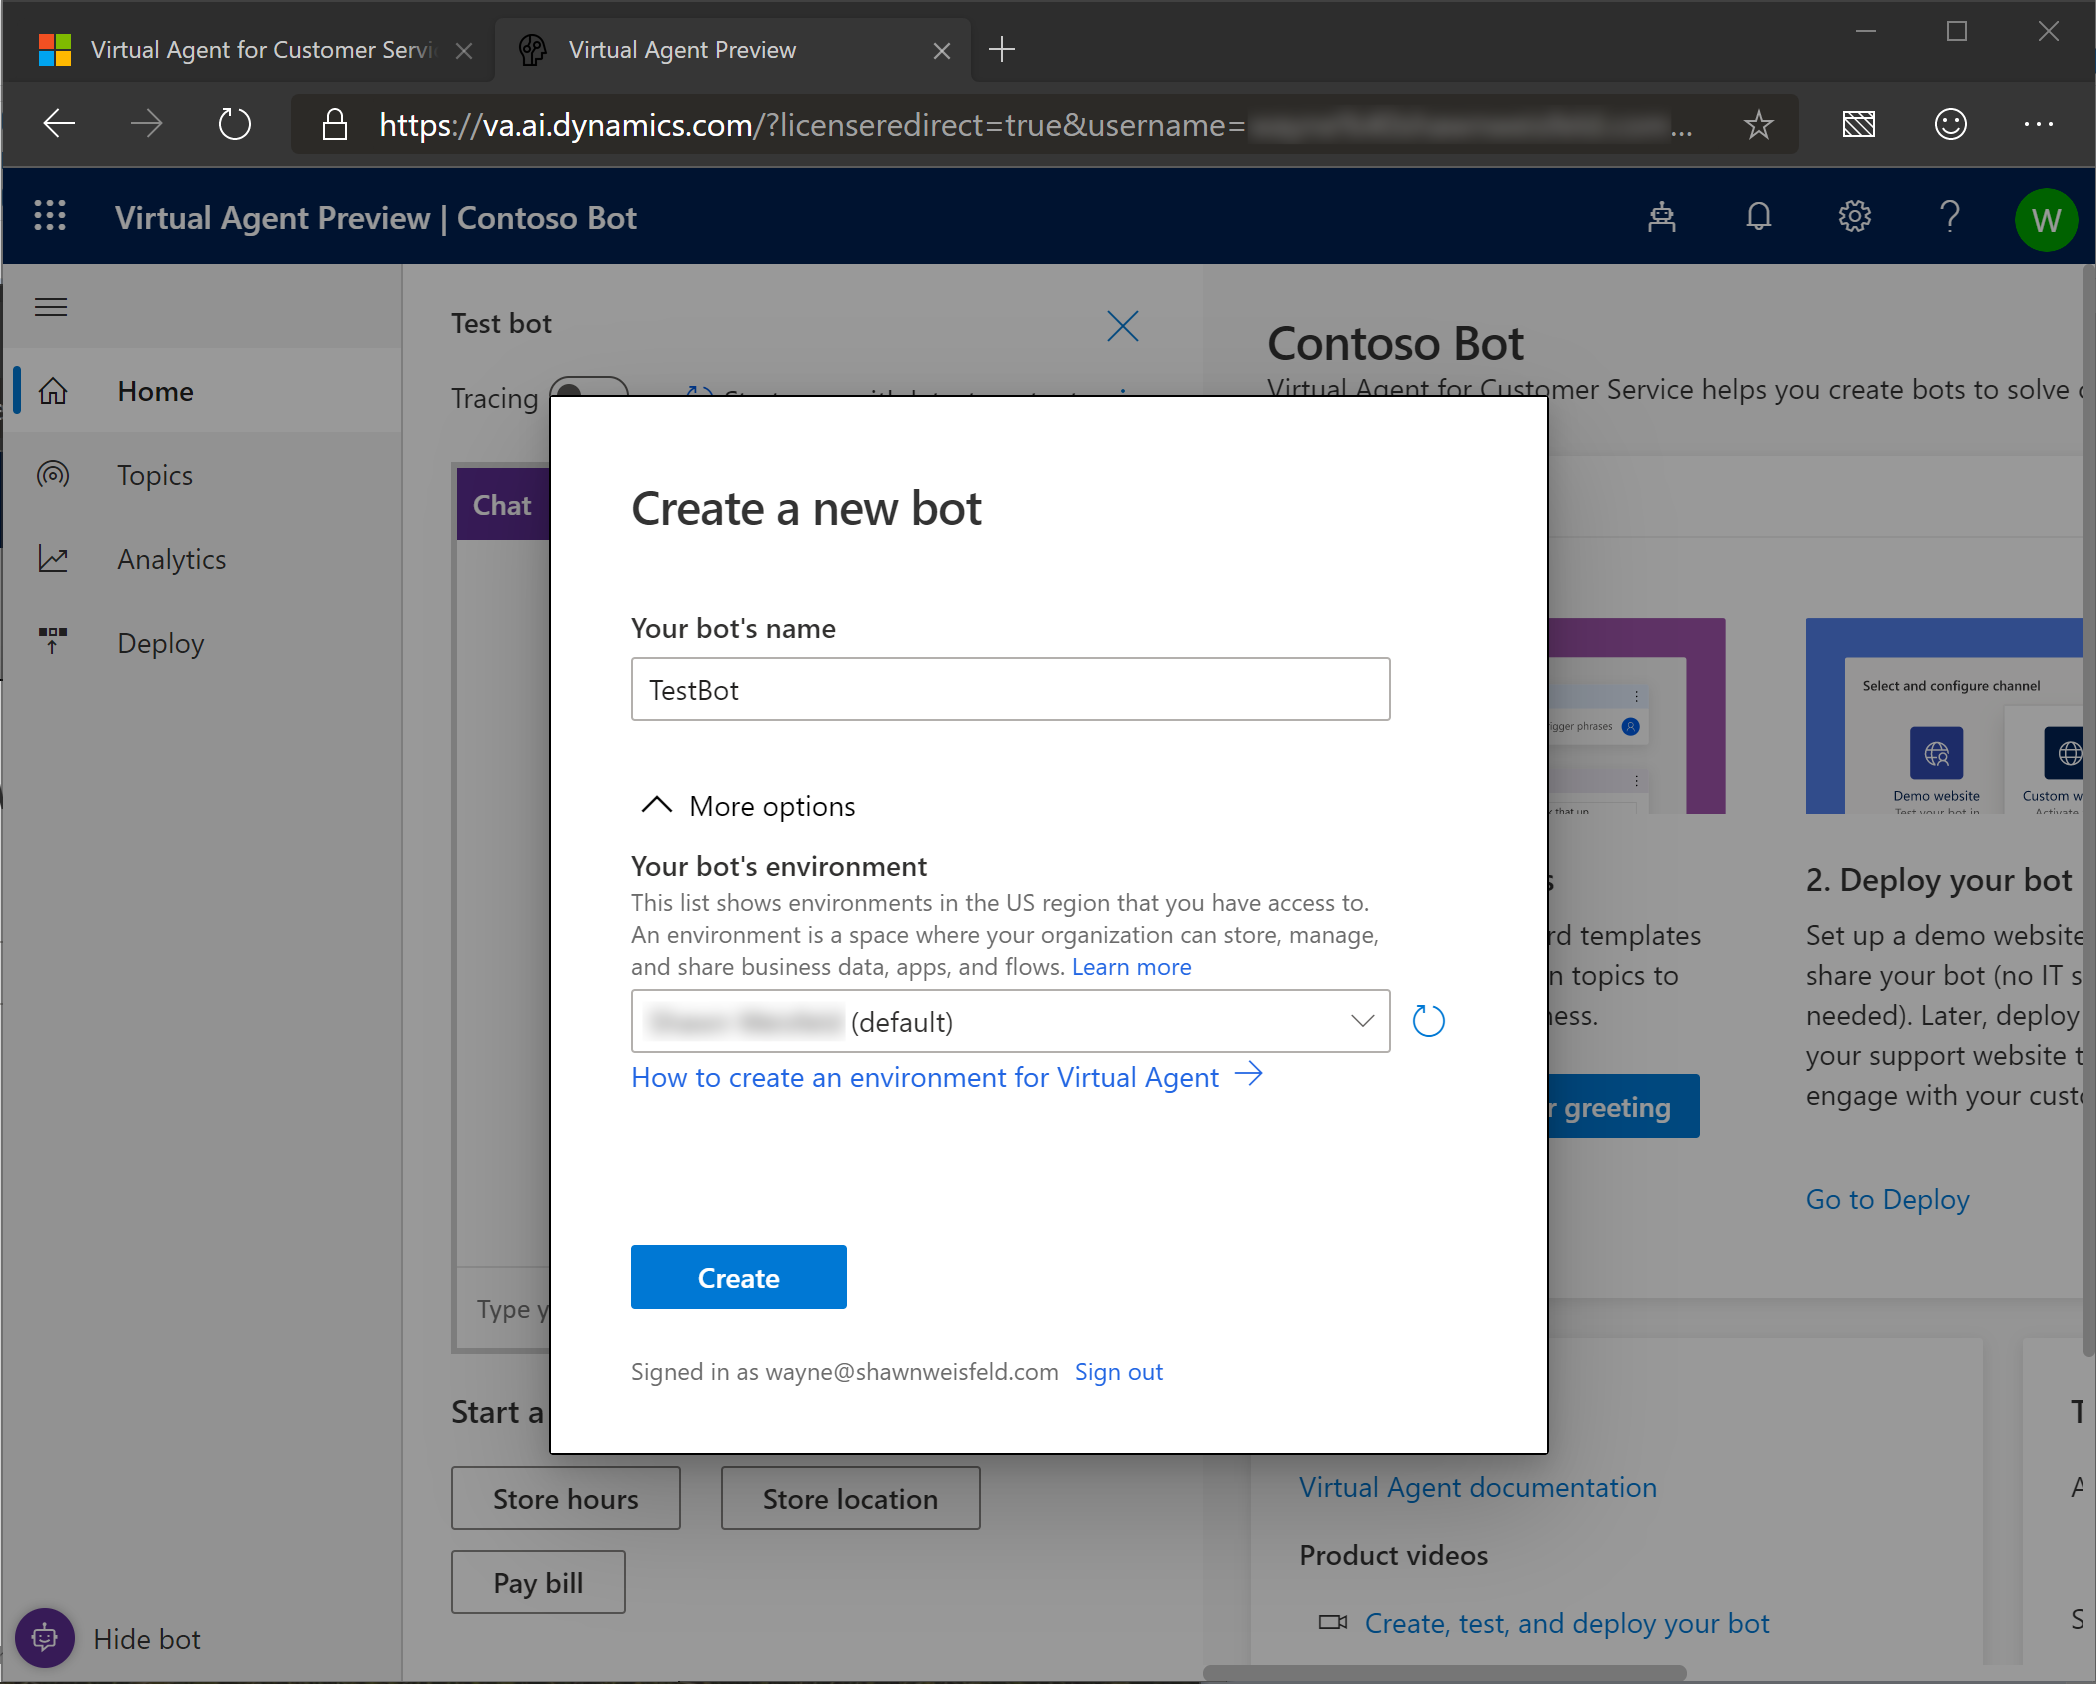 Virtual Agent for Customer Servi
Virtual Agent Preview
https://va.ai.dynamics.com/?licenseredirect=true&username=
...
Virtual Agent Preview | Contoso Bot
W
Home
Topics
Analytics
Deploy
Hide bot
Test bot
Tracing
Chat
Type y
Start a
Store hours
Store location
Pay bill
Create a new bot
Your bot's name
TestBot
More options
Your bot's environment
This list shows environments in the US region that you have access to.
An environment is a space where your organization can store, manage,
and share business data, apps, and flows. Learn more
(default)
How to create an environment for Virtual Agent
Create
Signed in as wayne@shawnweisfeld.com Sign out
Contoso Bot
Virtual Agent for Customer Service helps you create bots to solve
igger phrases
k that up
rd templates
n topics to
ness.
r greeting
Select and configure channel
Demo website
Test your bot in
Custom w
Activate
2. Deploy your bot
Set up a demo website
share your bot (no IT s
needed). Later, deploy
your support website t
engage with your custo
Go to Deploy
Virtual Agent documentation
Product videos
Create, test, and deploy your bot
T
A
S